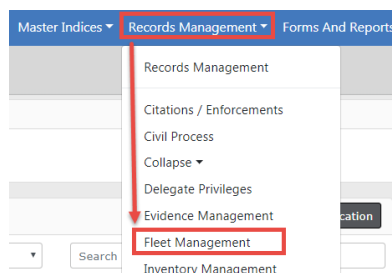 Master Indices ▾ Records Management ▾ Forms And Reports
Records Management
Citations / Enforcements
Civil Process
Collapse ▾
Delegate Privileges
Evidence Management
Fleet Management
Search
Inventory Management